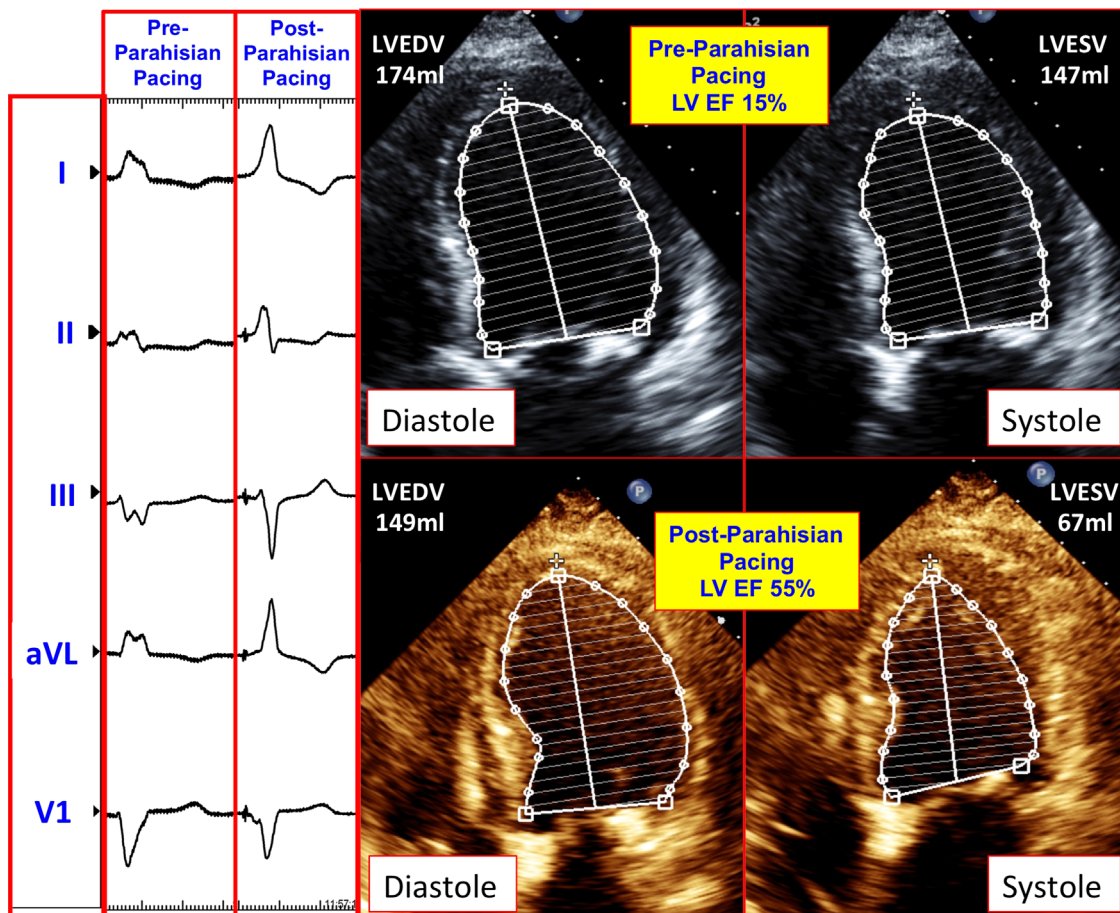 Pre-
Parahisian
Pacing
Post-
Parahisian
Pacing
I
II
III
aVL
V1
LVEDV
174ml
Pre-Parahisian
Pacing
LV EF 15%
LVESV
147ml
P
P
Diastole
Systole
LVEDV
149ml
Post-Parahisian
Pacing
LV EF 55%
LVESV
67ml
P
P
Diastole
Systole